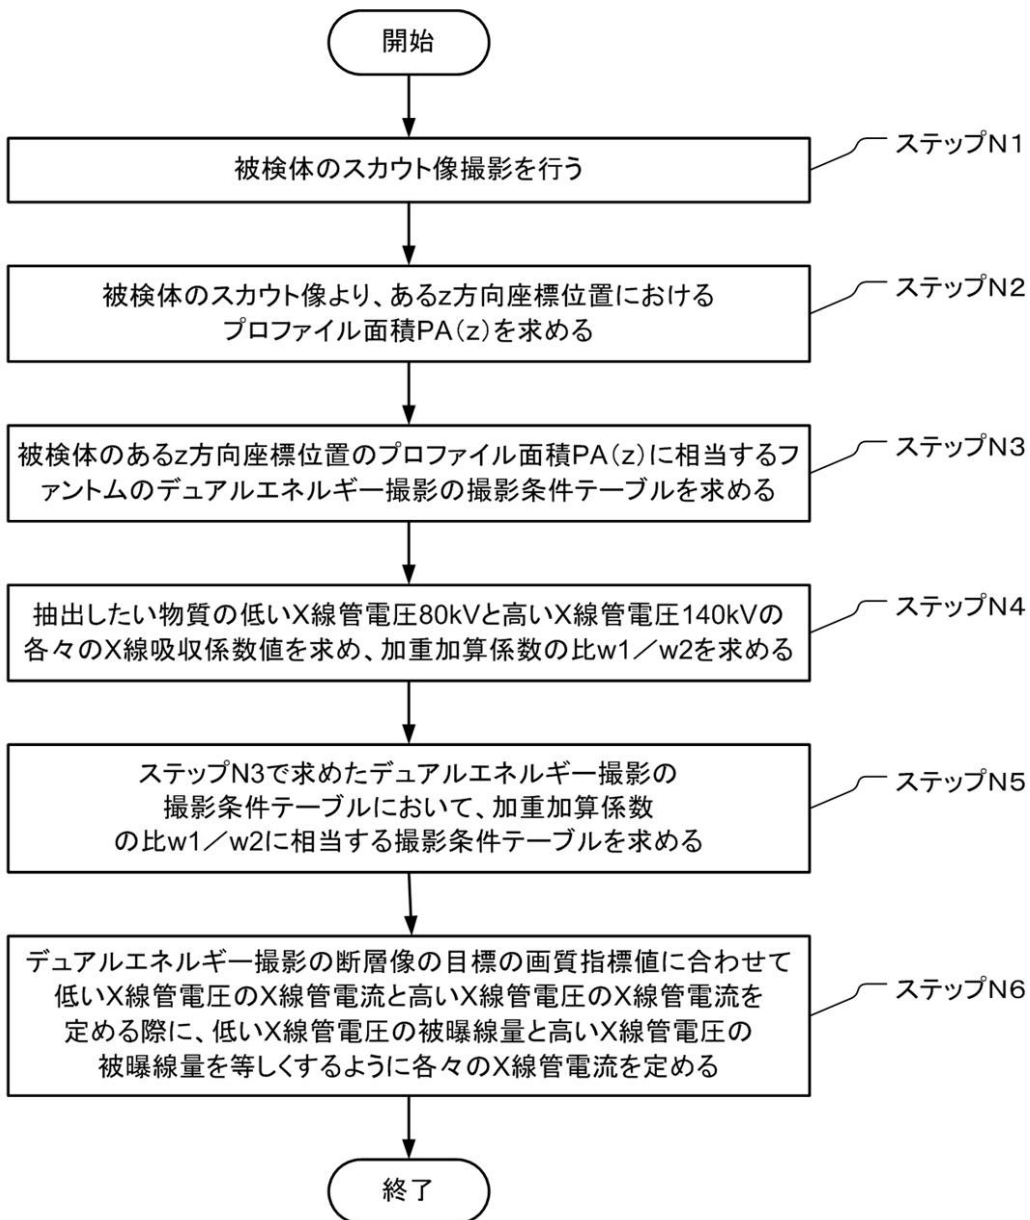 開始
被検体のスカウト像撮影を行う
ステップN1
被検体のスカウト像より、あるz方向座標位置における
プロファイル面積PA(z)を求める
ステップN2
被検体のあるz方向座標位置のプロファイル面積PA(z)に相当するフ
ァントムのデュアルエネルギー撮影の撮影条件テーブルを求める
ステップN3
抽出したい物質の低いX線管電圧80kVと高いX線管電圧140kVの
各々のX線吸収係数値を求め、加重加算係数の比w1／w2を求める
ステップN4
ステップN3で求めたデュアルエネルギー撮影の
撮影条件テーブルにおいて、加重加算係数
の比w1／w2に相当する撮影条件テーブルを求める
ステップN5
デュアルエネルギー撮影の断層像の目標の画質指標値に合わせて
低いX線管電圧のX線管電流と高いX線管電圧のX線管電流を
定める際に、低いX線管電圧の被曝線量と高いX線管電圧の
被曝線量を等しくするように各々のX線管電流を定める
ステップN6
終了